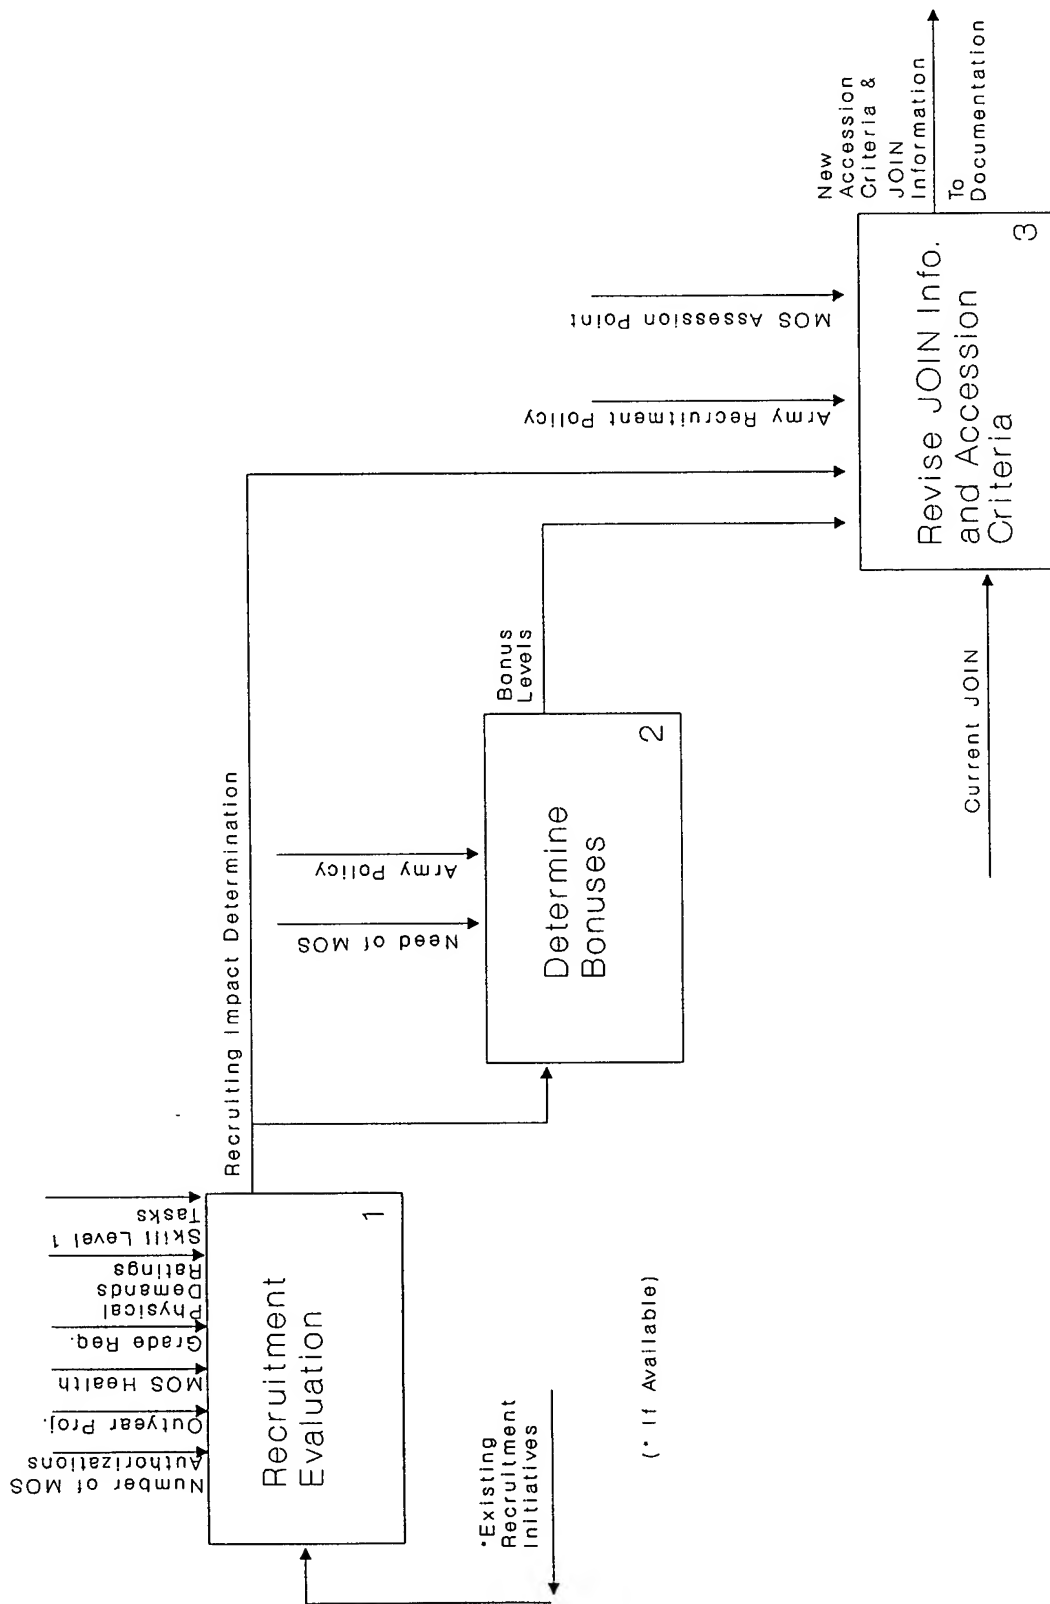 Number of MOS
Authorizations
Outyear Proj.
MOS Health
Grade Req.
Physical
Demands
Ratings
Skill Level 1
Tasks
Recruitment
Evaluation
1
*Existing
Recruitment
Initiatives
(* If Available)
Recruiting Impact Determination
Need of MOS
Army Policy
Determine
Bonuses
2
Bonus
Levels
Army Recruitment Policy
MOS Assession Point
Current JOIN
Revise JOIN Info.
and Accession
Criteria
3
New
Accession
Criteria &
JOIN
Information
To
Documentation